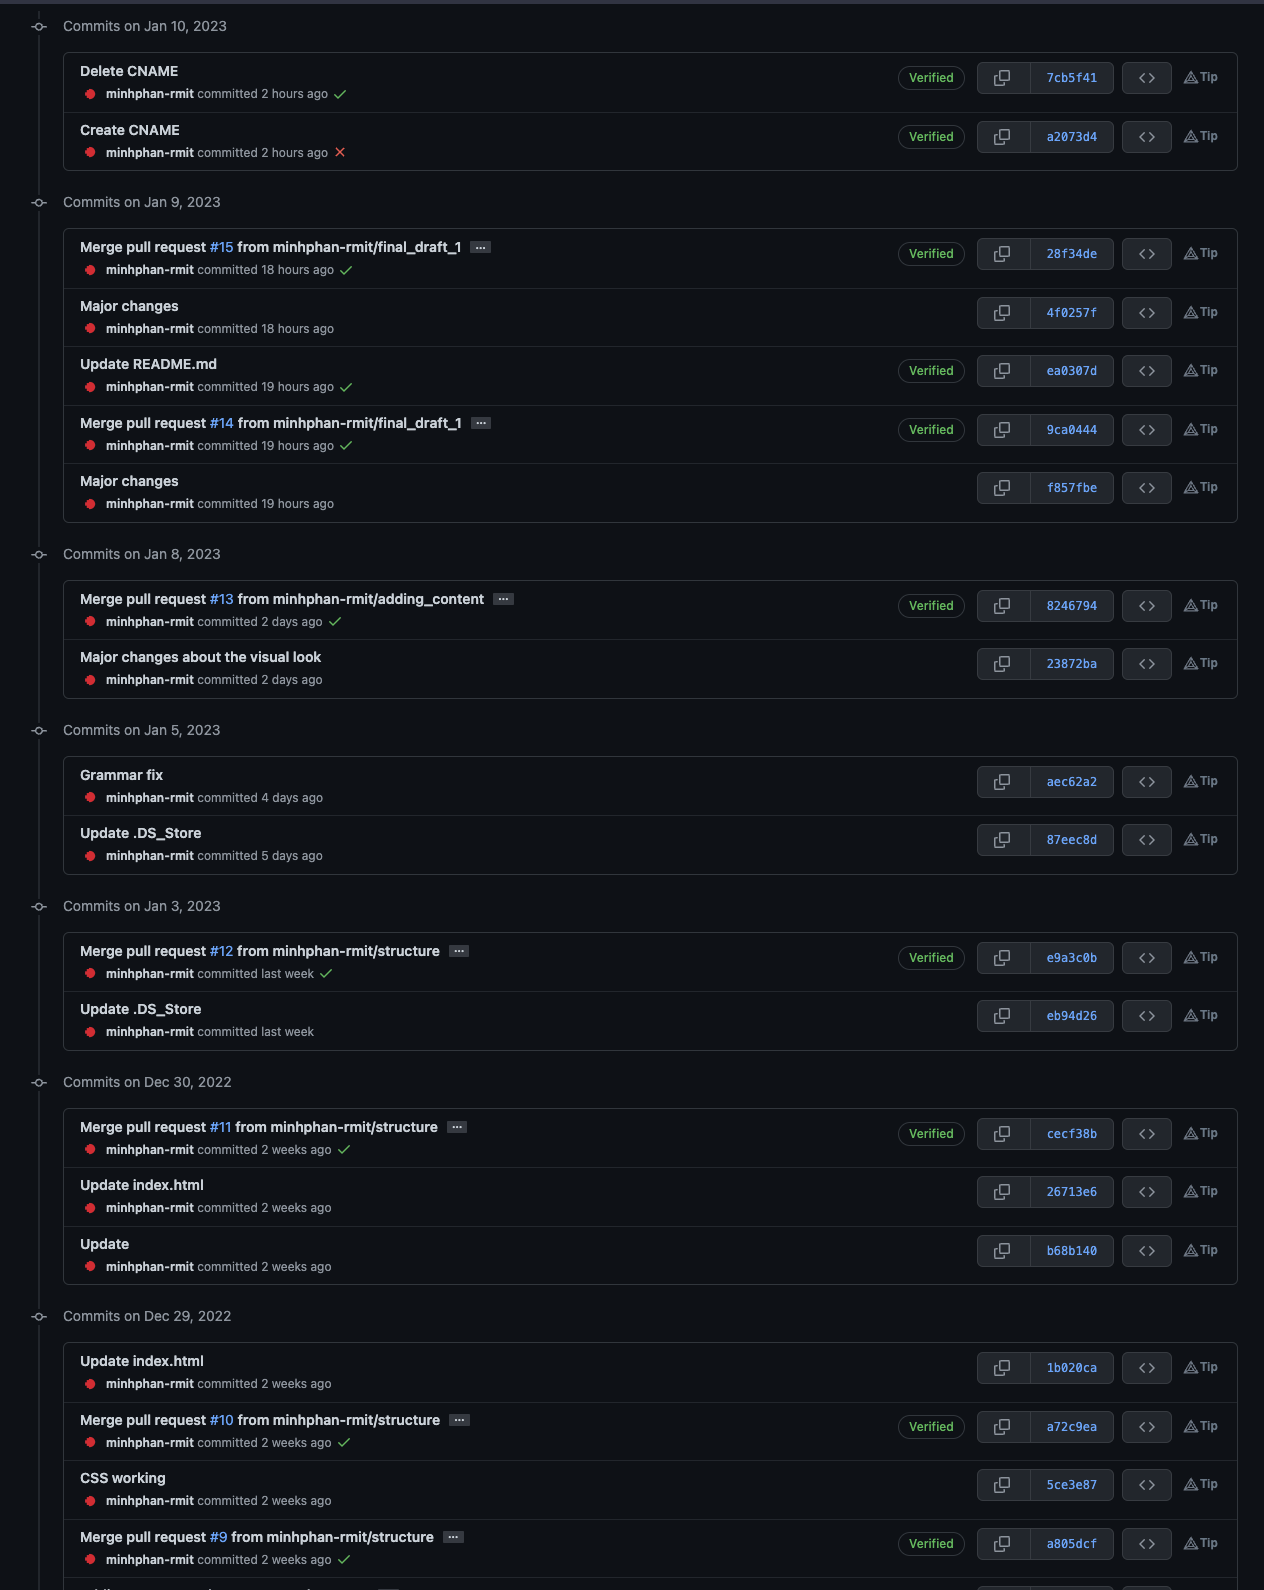 Commits on Jan 10, 2023
Delete CNAME
minhphan-rmit committed 2 hours ago
Verified
7cb5f41
Tip
Create CNAME
minhphan-rmit committed 2 hours ago
Verified
a2073d4
Tip
Commits on Jan 9, 2023
Merge pull request #15 from minhphan-rmit/final_draft_1 ...
minhphan-rmit committed 18 hours ago
Verified
28f34de
Tip
Major changes
minhphan-rmit committed 18 hours ago
4f0257f
Tip
Update README.md
minhphan-rmit committed 19 hours ago
Verified
ea0307d
Tip
Merge pull request #14 from minhphan-rmit/final_draft_1 ...
minhphan-rmit committed 19 hours ago
Verified
9ca0444
Tip
Major changes
minhphan-rmit committed 19 hours ago
f857fbe
Tip
Commits on Jan 8, 2023
Merge pull request #13 from minhphan-rmit/adding_content ...
minhphan-rmit committed 2 days ago
Verified
8246794
Tip
Major changes about the visual look
minhphan-rmit committed 2 days ago
23872ba
Tip
Commits on Jan 5, 2023
Grammar fix
minhphan-rmit committed 4 days ago
aec62a2
Tip
Update .DS_Store
minhphan-rmit committed 5 days ago
87eec8d
Tip
Commits on Jan 3, 2023
Merge pull request #12 from minhphan-rmit/structure ...
minhphan-rmit committed last week
Verified
e9a3c0b
Tip
Update .DS_Store
minhphan-rmit committed last week
eb94d26
Tip
Commits on Dec 30, 2022
Merge pull request #11 from minhphan-rmit/structure ...
minhphan-rmit committed 2 weeks ago
Verified
cecf38b
Tip
Update index.html
minhphan-rmit committed 2 weeks ago
26713e6
Tip
Update
minhphan-rmit committed 2 weeks ago
b68b140
Tip
Commits on Dec 29, 2022
Update index.html
minhphan-rmit committed 2 weeks ago
1b020ca
Tip
Merge pull request #10 from minhphan-rmit/structure ...
minhphan-rmit committed 2 weeks ago
Verified
a72c9ea
Tip
CSS working
minhphan-rmit committed 2 weeks ago
5ce3e87
Tip
Merge pull request #9 from minhphan-rmit/structure ...
minhphan-rmit committed 2 weeks ago
Verified
a805dcf
Tip